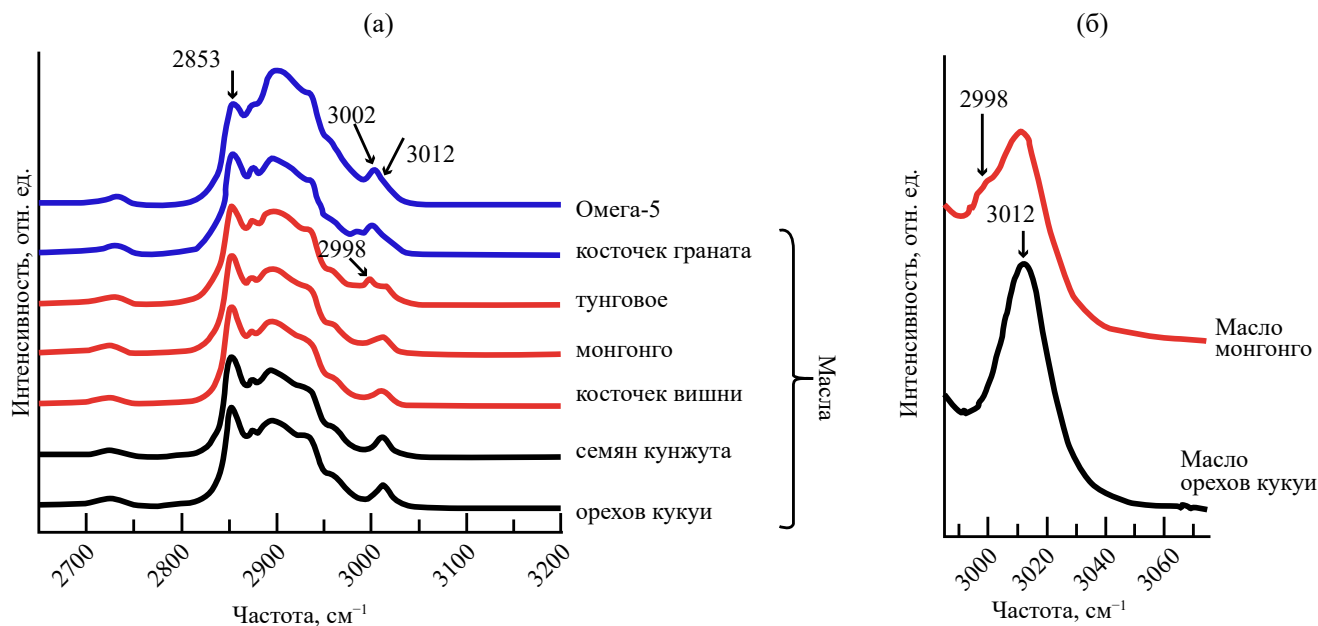 (а)
Интенсивность, отн. ед.
2853
3002
3012
2998
Омега-5
косточек граната
тунговое
монгонго
косточек вишни
семян кунжута
орехов кукуи
Масла
2700
2800
2900
3000
3100
3200
Частота, см⁻¹
(б)
Интенсивность, отн. ед.
2998
3012
Масло
монгонго
Масло
орехов кукуи
3000
3020
3040
3060
Частота, см⁻¹